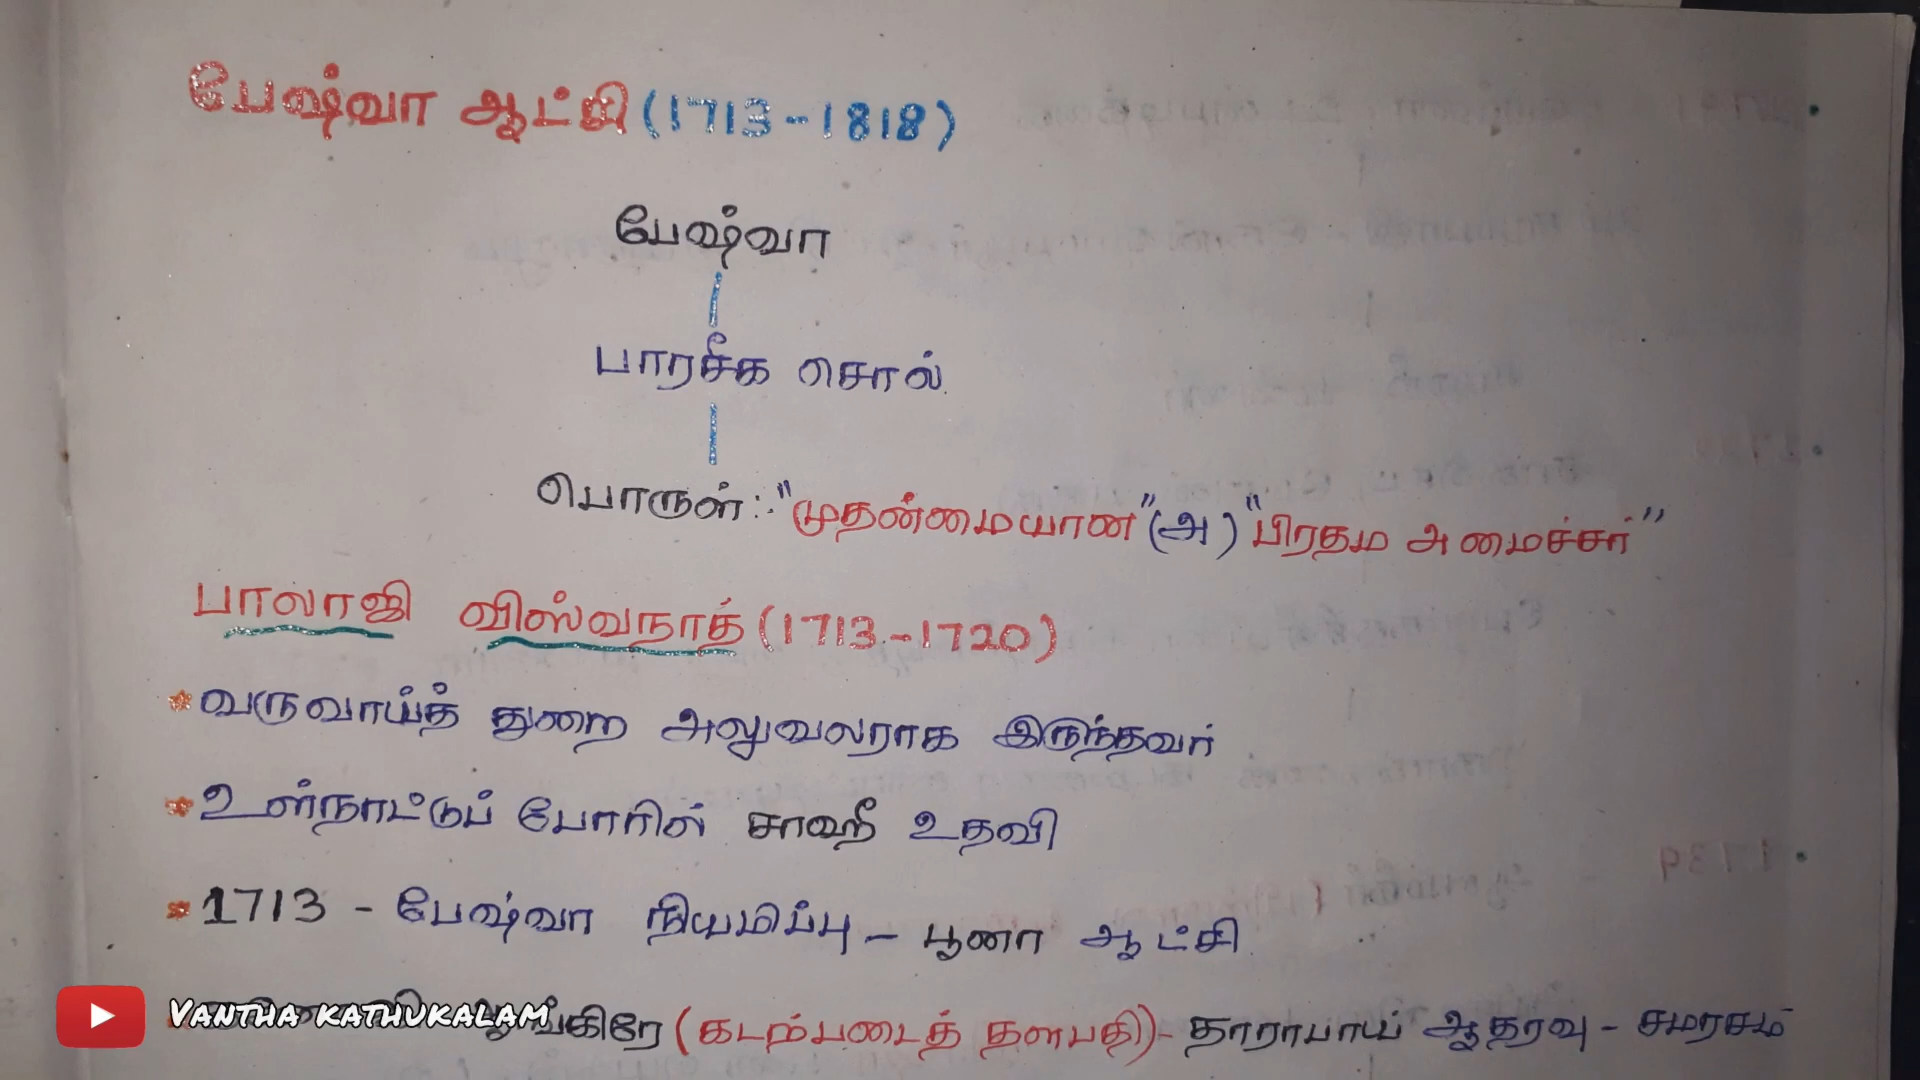 பேஷ்வா ஆட்சி (1713-1818)
பேஷ்வா
பாரசீக சொல்
பொருள்: "முதன்மையான" (அ) "பிரதம அமைச்சர்"
பாலாஜி விஸ்வநாத் (1713-1720)
* வருவாய்த் துறை அலுவலராக இருந்தவர்
* உள்நாட்டுப் போரில் சாஹீ உதவி
* 1713 - பேஷ்வா நியமிப்பு - பூனா ஆட்சி
(கடற்படைத் தளபதி) - தாராபாய் ஆதரவு - சமரசம்
VANTHA KATHUKALAM